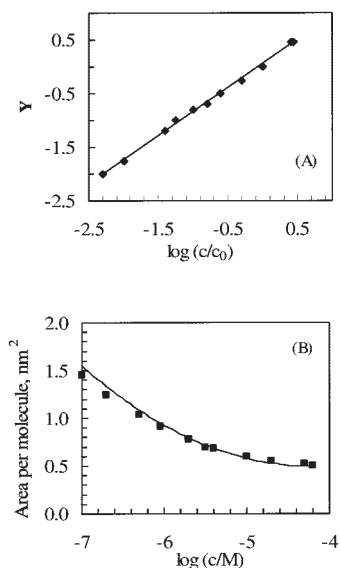 0.5
-0.5
Y
-1.5
(A)
-2.5
-2.5 -1.5 -0.5 0.5
log (c/c₀)
2.0
(B)
1.5
1.0
Area per molecule, nm²
0.5
0.0
-7 -6 -5 -4
log (c/M)